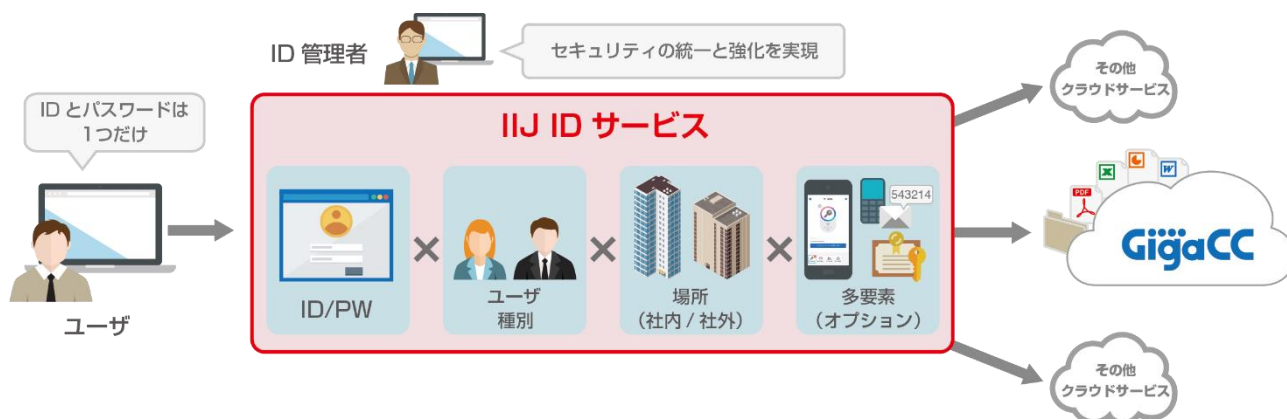 ID 管理者
セキュリティの統一と強化を実現
その他
クラウドサービス
ID とパスワードは
1つだけ
IIJ ID サービス
543214
PDF
X
W
GigaCC
ID/PW
ユーザ
種別
場所
(社内 / 社外)
多要素
(オプション)
ユーザ
その他
クラウドサービス